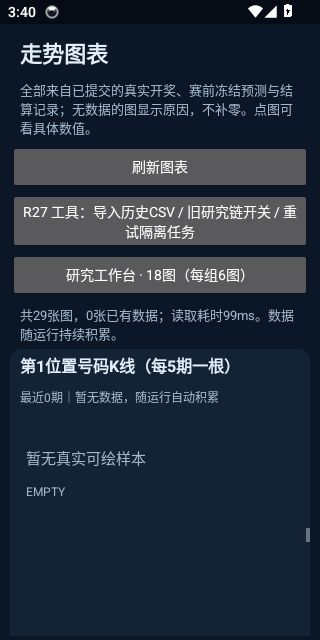 3:40
走势图表
全部来自已提交的真实开奖、赛前冻结预测与结
算记录；无数据的图显示原因，不补零。点图可
看具体数值。
刷新图表
R27 工具：导入历史CSV / 旧研究链开关 / 重
试隔离任务
研究工作台 · 18图（每组6图）
共29张图，0张已有数据；读取耗时99ms。数据
随运行持续积累。
第1位置号码K线（每5期一根）
最近0期｜暂无数据，随运行自动积累
暂无真实可绘样本
EMPTY